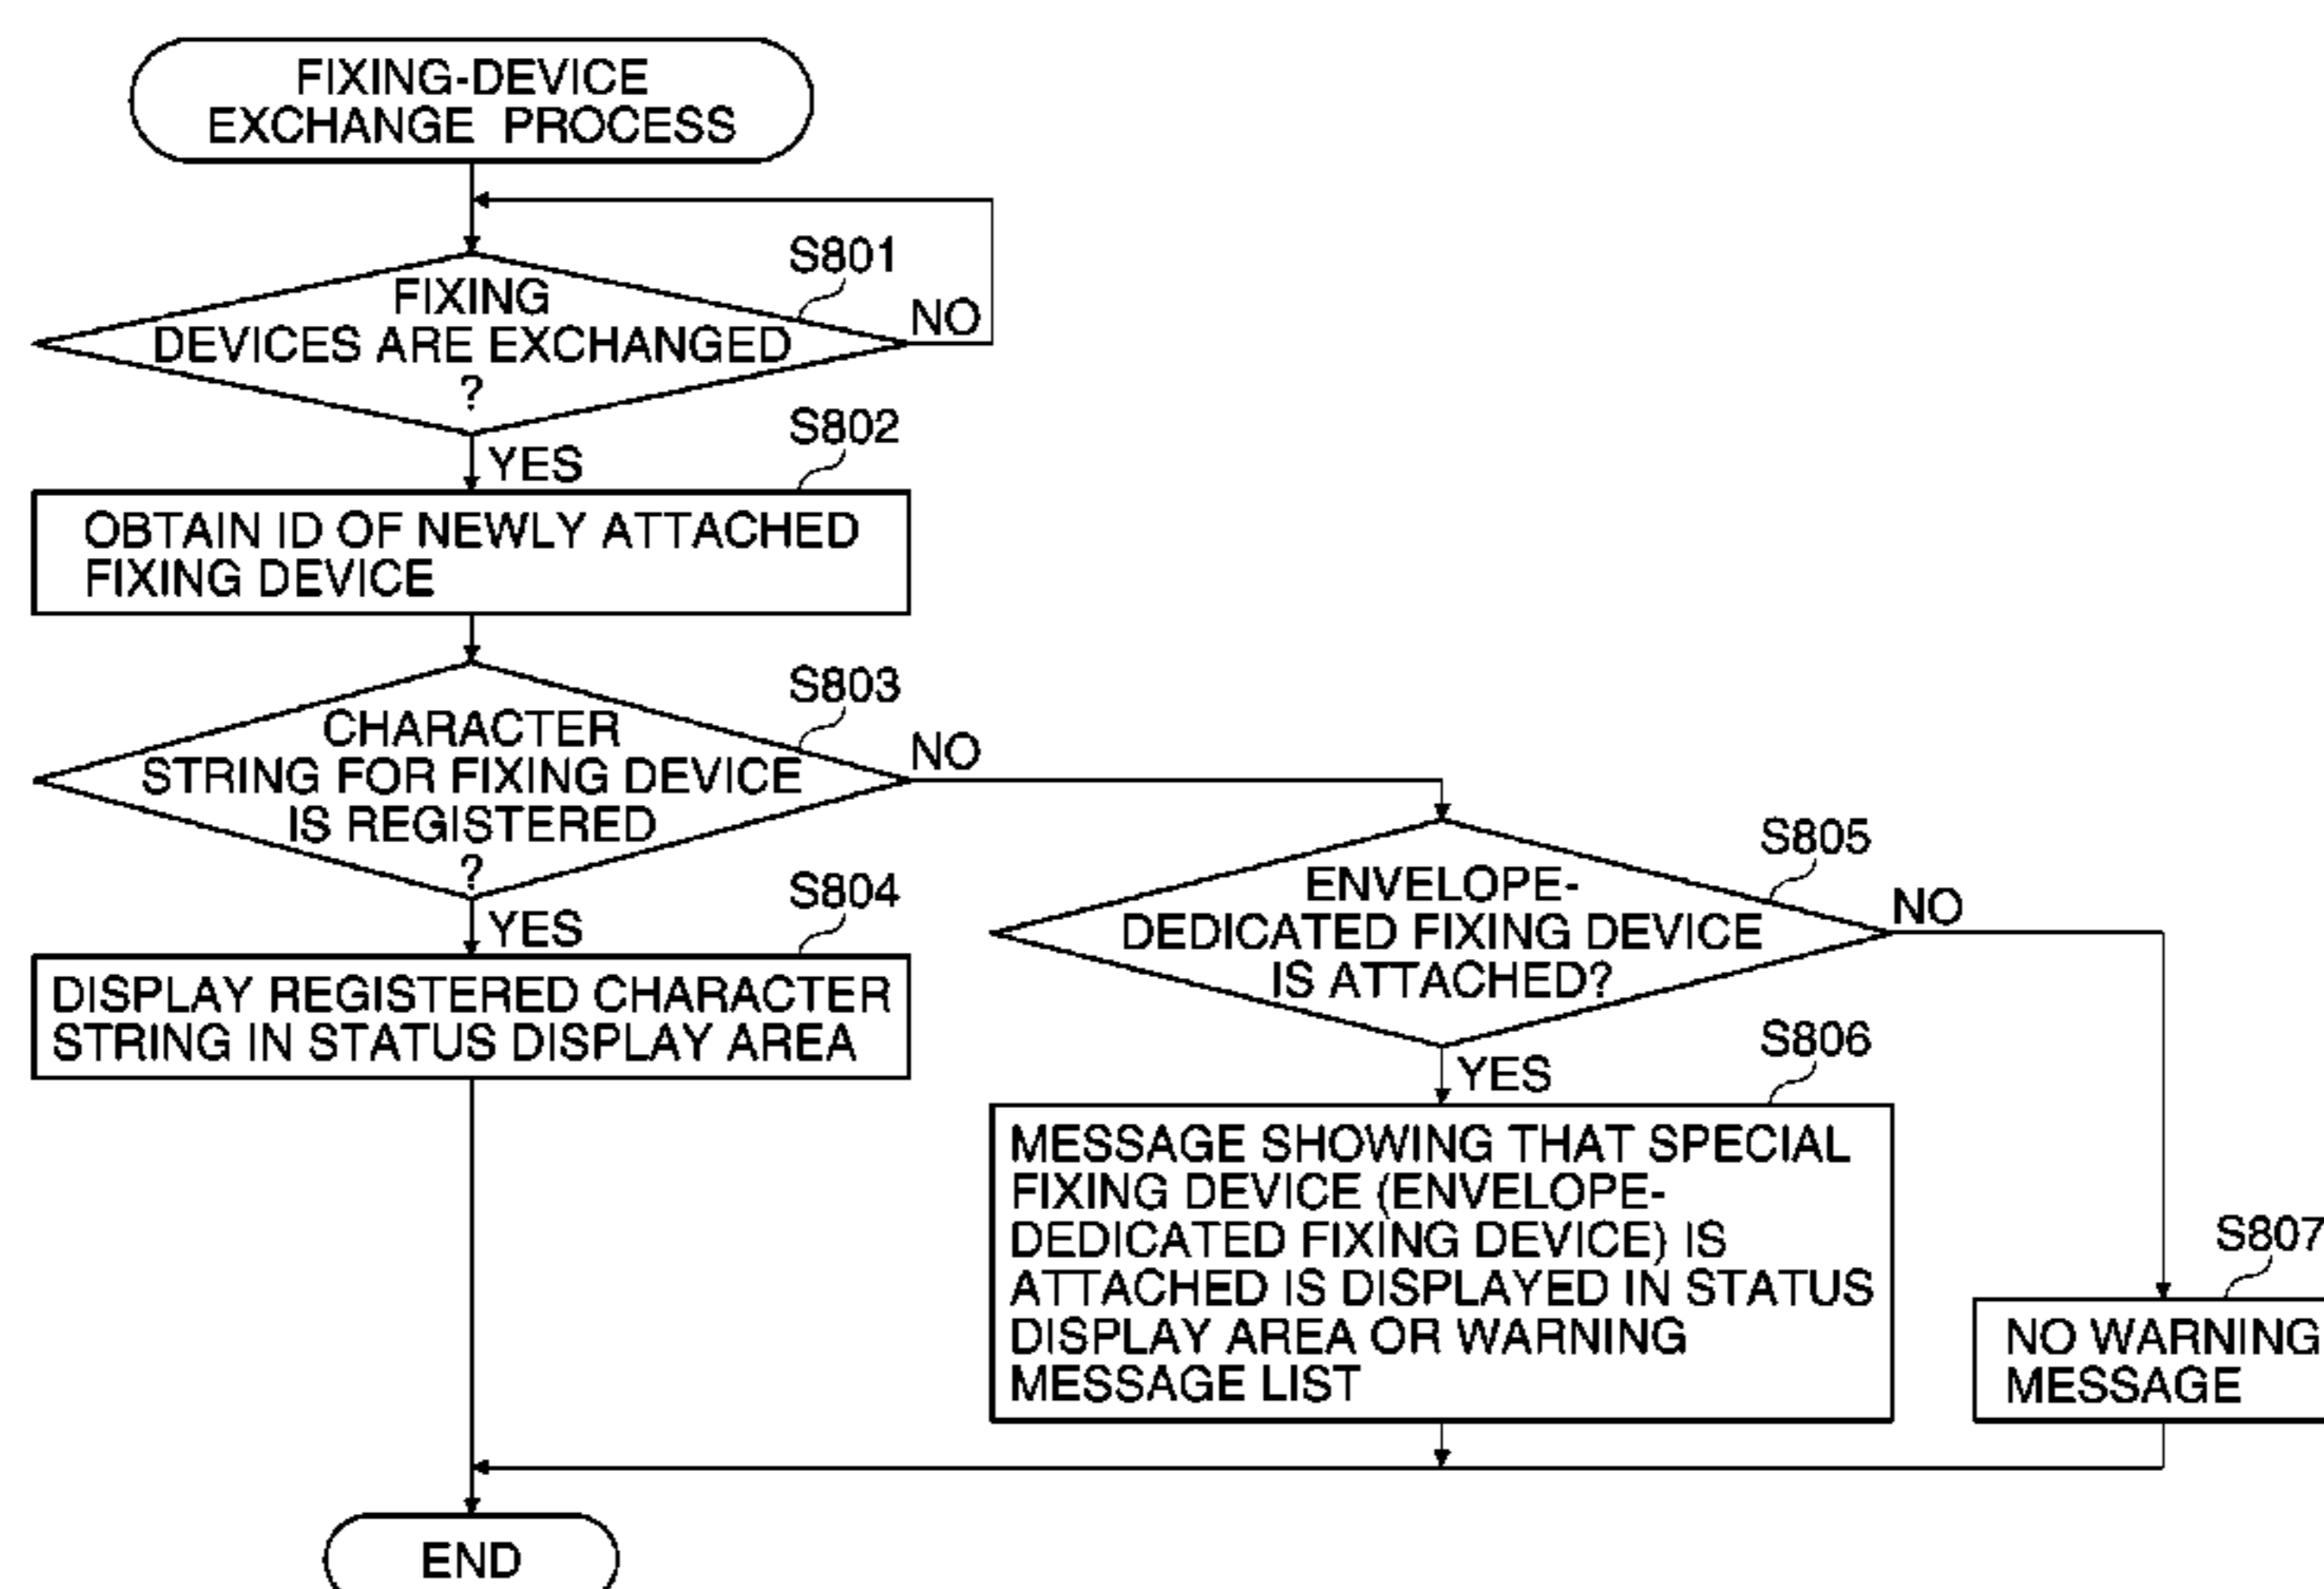 FIXING-DEVICE
EXCHANGE PROCESS
S801
FIXING
DEVICES ARE EXCHANGED
?
NO
YES
S802
OBTAIN ID OF NEWLY ATTACHED
FIXING DEVICE
S803
CHARACTER
STRING FOR FIXING DEVICE
IS REGISTERED
?
NO
YES
S804
DISPLAY REGISTERED CHARACTER
STRING IN STATUS DISPLAY AREA
S805
ENVELOPE-
DEDICATED FIXING DEVICE
IS ATTACHED?
NO
YES
S806
MESSAGE SHOWING THAT SPECIAL
FIXING DEVICE (ENVELOPE-
DEDICATED FIXING DEVICE) IS
ATTACHED IS DISPLAYED IN STATUS
DISPLAY AREA OR WARNING
MESSAGE LIST
S807
NO WARNING
MESSAGE
END